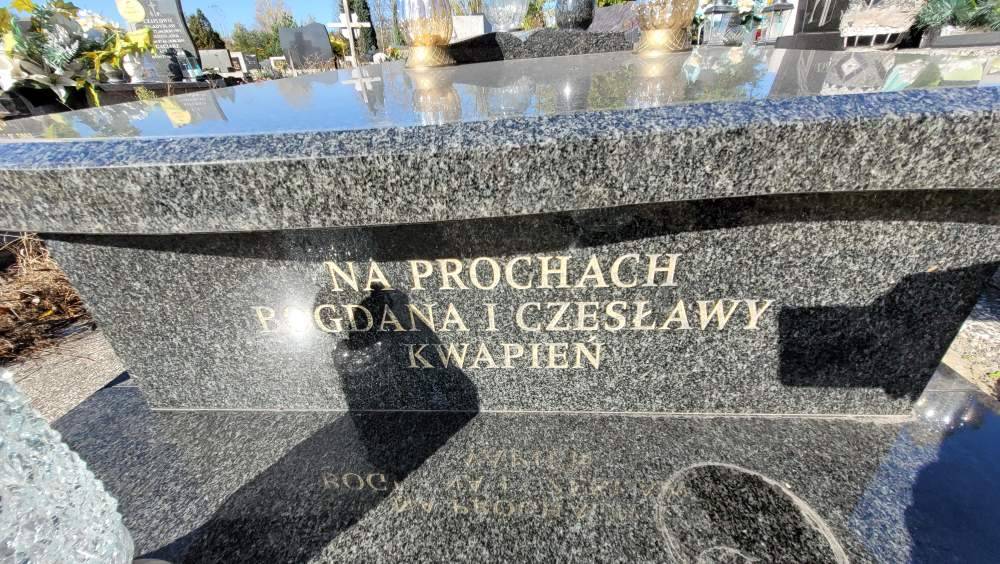 NA PROCHACH
BOGDANA I CZESŁAWY
KWAPIEŃ